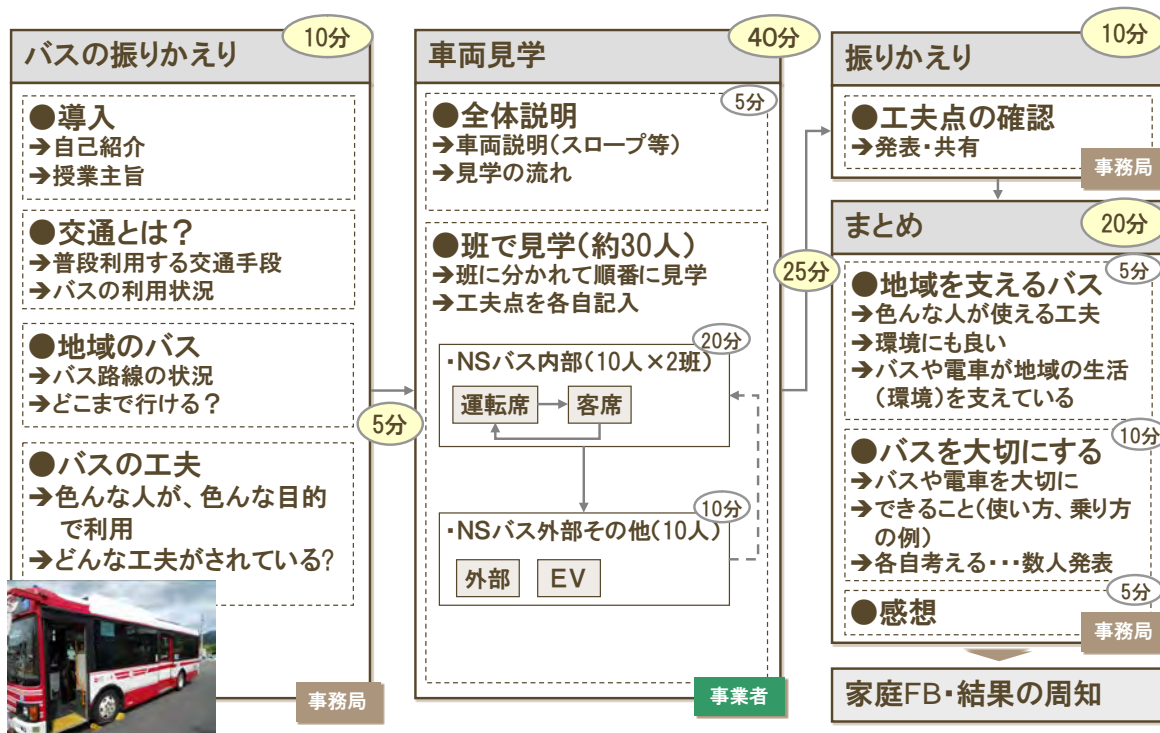 バスの振りかえり
10分
●導入
➔自己紹介
➔授業主旨
●交通とは？
➔普段利用する交通手段
➔バスの利用状況
●地域のバス
➔バス路線の状況
➔どこまで行ける？
●バスの工夫
➔色んな人が、色んな目的
で利用
➔どんな工夫がされている?
事務局
5分
車両見学
40分
5分
●全体説明
➔車両説明(スロープ等)
➔見学の流れ
●班で見学(約30人)
➔班に分かれて順番に見学
➔工夫点を各自記入
20分
・NSバス内部(10人×2班)
運転席
客席
10分
・NSバス外部その他(10人)
外部
EV
事業者
25分
振りかえり
10分
●工夫点の確認
➔発表・共有
事務局
まとめ
20分
5分
●地域を支えるバス
➔色んな人が使える工夫
➔環境にも良い
➔バスや電車が地域の生活
(環境)を支えている
10分
●バスを大切にする
➔バスや電車を大切に
➔できること(使い方、乗り方
の例)
➔各自考える・・・数人発表
5分
●感想
事務局
家庭FB・結果の周知